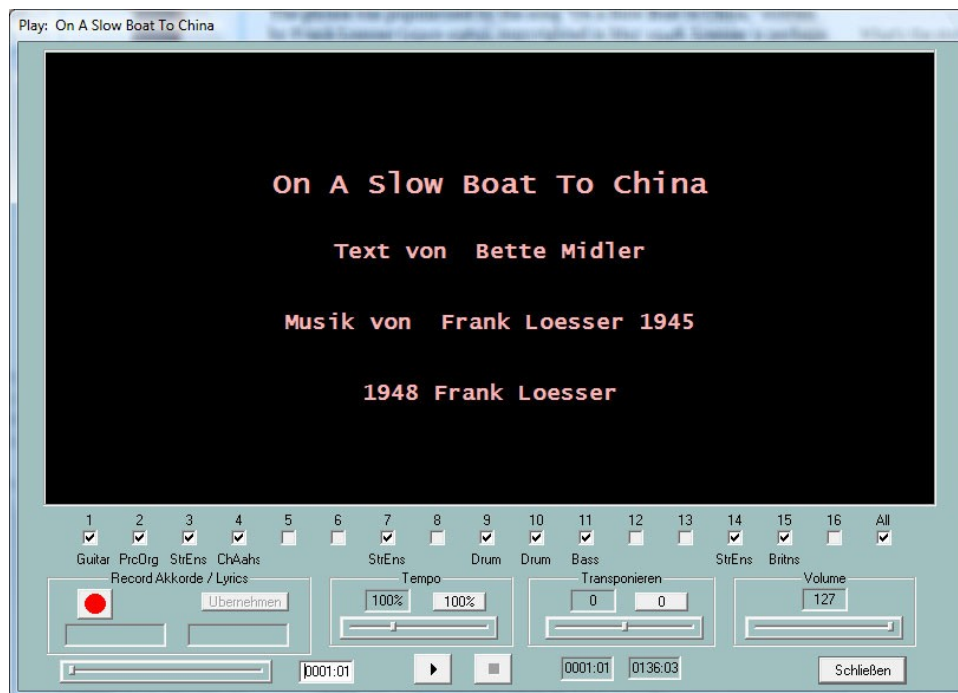 Play: On A Slow Boat To China
On A Slow Boat To China
Text von Bette Midler
Musik von Frank Loesser 1945
1948 Frank Loesser
1 2 3 4 5 6 7 8 9 10 11 12 13 14 15 16 All
Guitar PrcOrg StrEns ChAahs StrEns Drum Drum Bass StrEns Britns
Record Akkorde / Lyrics Tempo Transponieren Volume
Ubernehmen 100% 100% 0 0 127
0001:01 0001:01 0136:03 Schließen